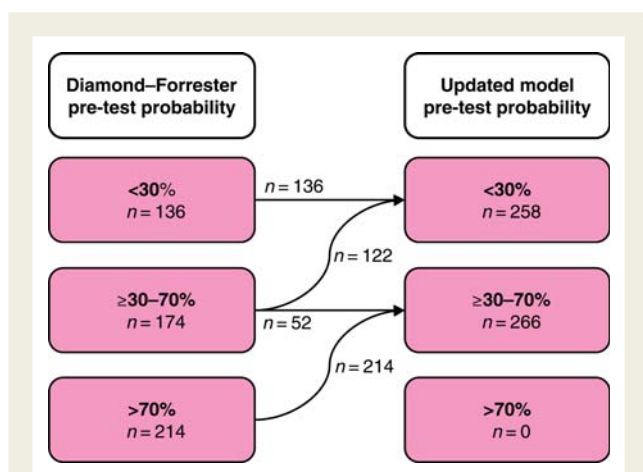 Diamond–Forrester
pre-test probability
Updated model
pre-test probability
<30%
n = 136
n = 136
<30%
n = 258
n = 122
≥30–70%
n = 174
n = 52
≥30–70%
n = 266
n = 214
>70%
n = 214
>70%
n = 0